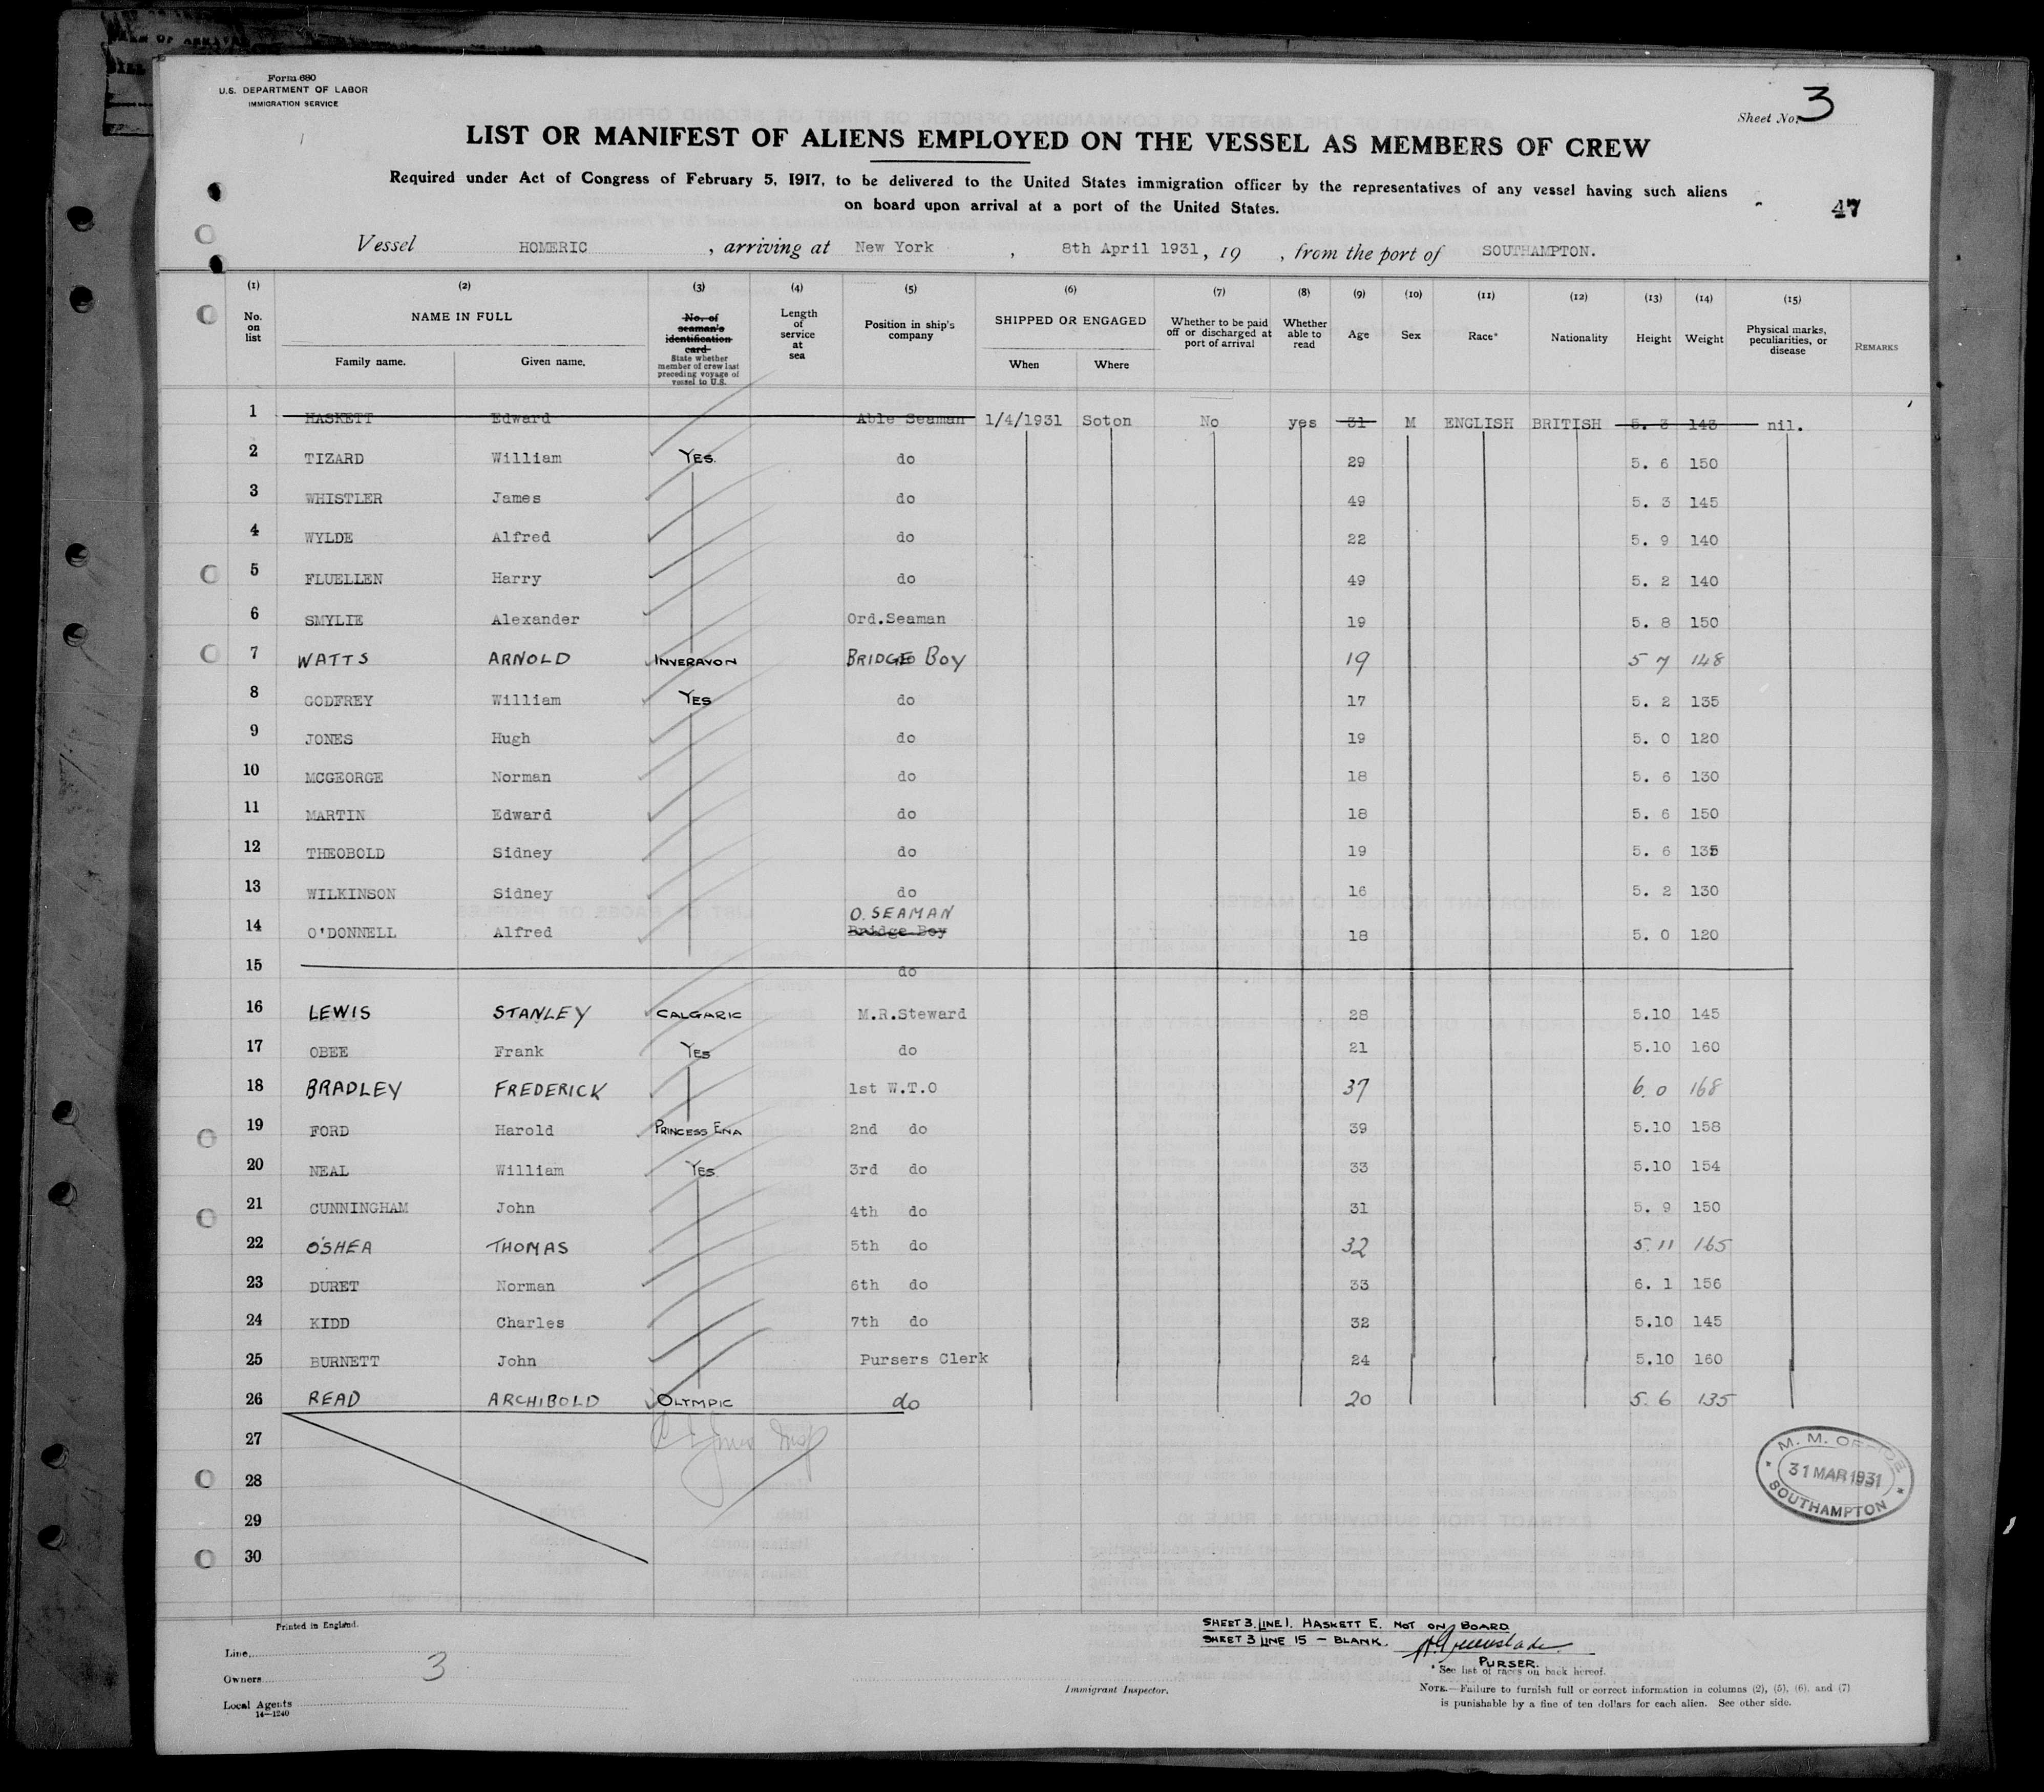 Form 680
U.S. DEPARTMENT OF LABOR
IMMIGRATION SERVICE
Sheet No. 3
LIST OR MANIFEST OF ALIENS EMPLOYED ON THE VESSEL AS MEMBERS OF CREW
Required under Act of Congress of February 5, 1917, to be delivered to the United States immigration officer by the representatives of any vessel having such aliens
on board upon arrival at a port of the United States.
47
Vessel HOMERIC , arriving at New York , 8th April 1931, 19 , from the port of SOUTHAMPTON.
(1) (2) (3) (4) (5) (6) (7) (8) (9) (10) (11) (12) (13) (14) (15)
No. on list
NAME IN FULL
Family name. Given name.
No. of seaman's identification card
State whether member of crew last preceding voyage of vessel to U.S.
Length of service at sea
Position in ship's company
SHIPPED OR ENGAGED
When Where
Whether to be paid off or discharged at port of arrival
Whether able to read
Age Sex Race* Nationality Height Weight
Physical marks, peculiarities, or disease
REMARKS
1 HASKETT Edward Able Seaman 1/4/1931 Soton No yes 31 M ENGLISH BRITISH 5. 3 143 nil.
2 TIZARD William YES. do 29 5. 6 150
3 WHISTLER James do 49 5. 3 145
4 WYLDE Alfred do 22 5. 9 140
5 FLUELLEN Harry do 49 5. 2 140
6 SMYLIE Alexander Ord.Seaman 19 5. 8 150
7 WATTS ARNOLD INVERAVON BRIDGE BOY 19 5 7 148
8 GODFREY William YES do 17 5. 2 135
9 JONES Hugh do 19 5. 0 120
10 MCGEORGE Norman do 18 5. 6 130
11 MARTIN Edward do 18 5. 6 150
12 THEOBOLD Sidney do 19 5. 6 135
13 WILKINSON Sidney do 16 5. 2 130
O. SEAMAN
14 O'DONNELL Alfred Bridge Boy 18 5. 0 120
15 do
16 LEWIS STANLEY CALGARIC M.R.Steward 28 5.10 145
17 OBEE Frank YES do 21 5.10 160
18 BRADLEY FREDERICK 1st W.T.O 37 6. 0 168
19 FORD Harold PRINCESS ENA 2nd do 39 5.10 158
20 NEAL William YES. 3rd do 33 5.10 154
21 CUNNINGHAM John 4th do 31 5. 9 150
22 O'SHEA THOMAS 5th do 32 5. 11 165
23 DURET Norman 6th do 33 6. 1 156
24 KIDD Charles 7th do 32 5.10 145
25 BURNETT John Pursers Clerk 24 5.10 160
26 READ ARCHIBOLD OLYMPIC do 20 5. 6 135
27
28
29
30
M. M. OFFICE
31 MAR 1931
SOUTHAMPTON
Printed in England.
SHEET 3. LINE 1. HASKETT E. NOT ON BOARD
SHEET 3 LINE 15 – BLANK.
PURSER.
Line
Owners
3
Local Agents
14—1240
Immigrant Inspector.
* See list of races on back hereof.
NOTE.—Failure to furnish full or correct information in columns (2), (5), (6), and (7)
is punishable by a fine of ten dollars for each alien. See other side.